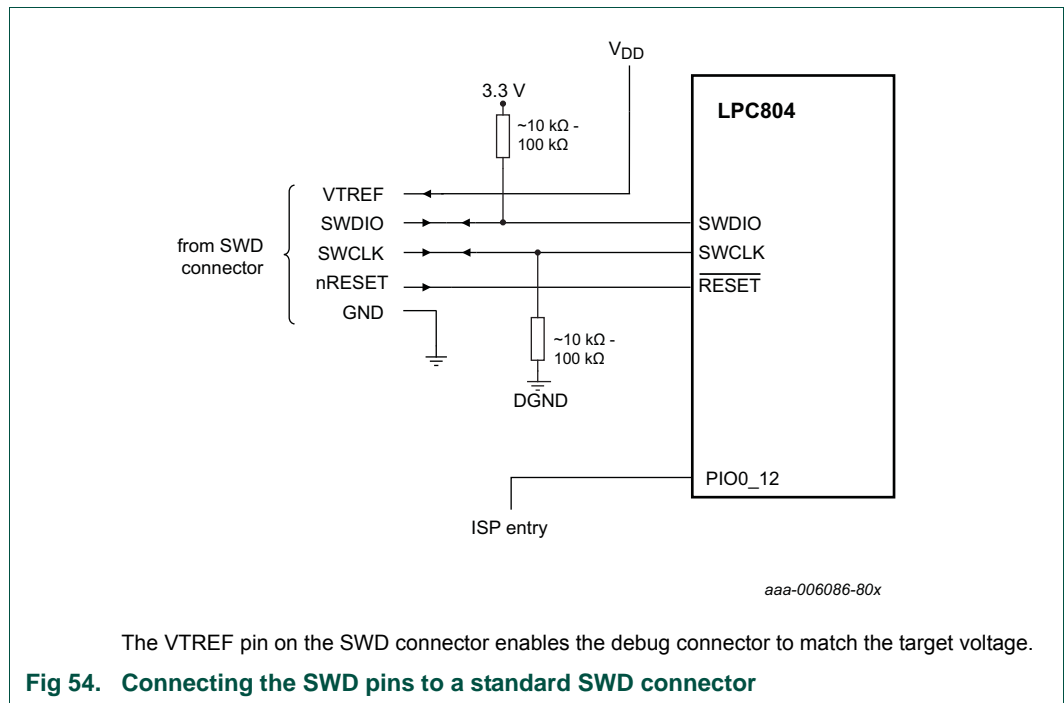 V_DD
3.3 V
~10 kΩ -
100 kΩ
LPC804
VTREF
SWDIO
SWCLK
nRESET
GND
from SWD
connector
SWDIO
SWCLK
RESET
~10 kΩ -
100 kΩ
DGND
PIO0_12
ISP entry
aaa-006086-80x
The VTREF pin on the SWD connector enables the debug connector to match the target voltage.
Fig 54. Connecting the SWD pins to a standard SWD connector